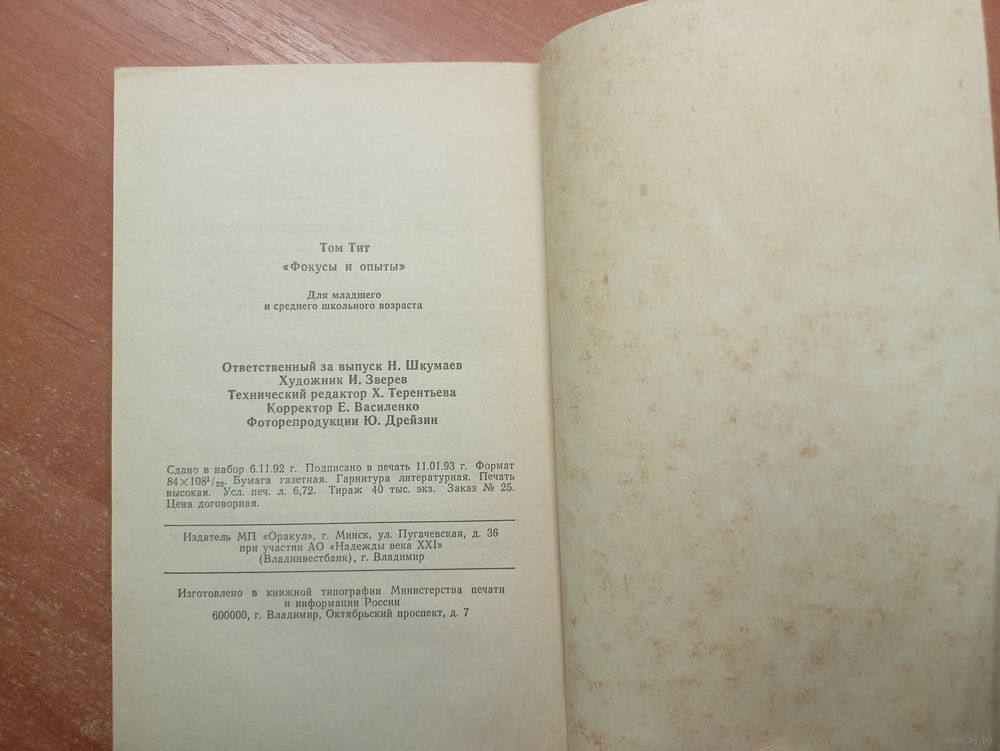 Том Тит
«Фокусы и опыты»
Для младшего
и среднего школьного возраста
Ответственный за выпуск Н. Шкумаев
Художник И. Зверев
Технический редактор Х. Терентьева
Корректор Е. Василенко
Фоторепродукции Ю. Дрейзин
Сдано в набор 6.11.92 г. Подписано в печать 11.01.93 г. Формат
84×108¹/₃₂. Бумага газетная. Гарнитура литературная. Печать
высокая. Усл. печ. л. 6,72. Тираж 40 тыс. экз. Заказ № 25.
Цена договорная.
Издатель МП «Оракул», г. Минск, ул. Пугачевская, д. 36
при участии АО «Надежды века XXI»
(Владинвестбанк), г. Владимир
Изготовлено в книжной типографии Министерства печати
и информации России
600000, г. Владимир, Октябрьский проспект, д. 7
www.ay.by